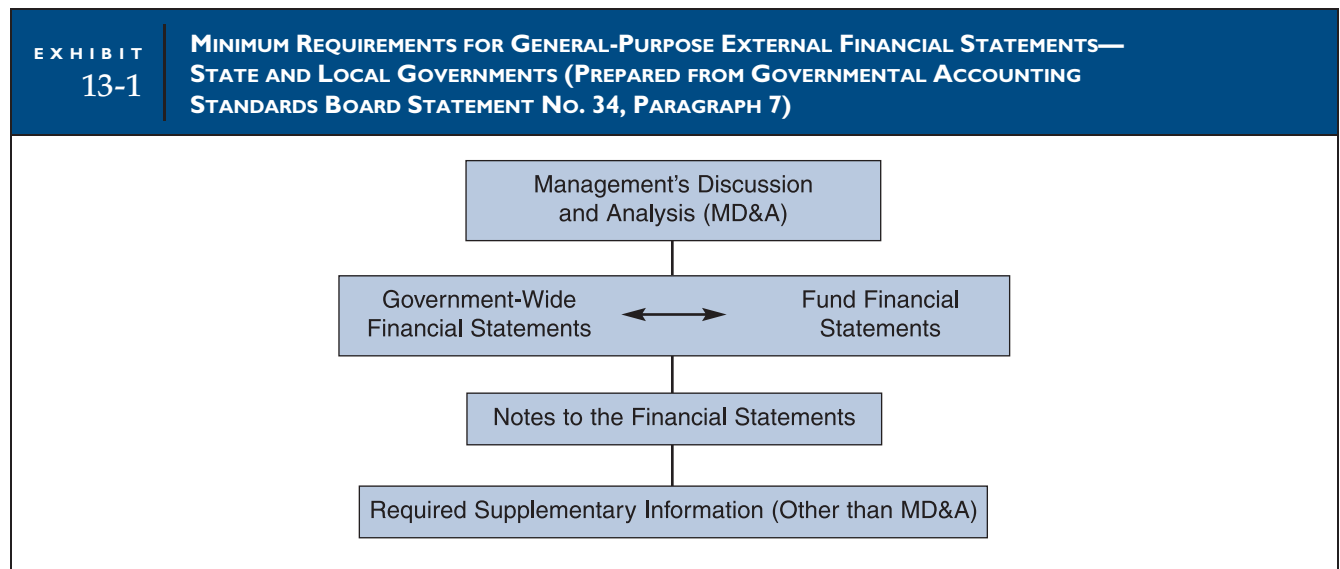 EXHIBIT
13-1
MINIMUM REQUIREMENTS FOR GENERAL-PURPOSE EXTERNAL FINANCIAL STATEMENTS—
STATE AND LOCAL GOVERNMENTS (PREPARED FROM GOVERNMENTAL ACCOUNTING
STANDARDS BOARD STATEMENT NO. 34, PARAGRAPH 7)
Management's Discussion
and Analysis (MD&A)
Government-Wide
Financial Statements
Fund Financial
Statements
Notes to the Financial Statements
Required Supplementary Information (Other than MD&A)